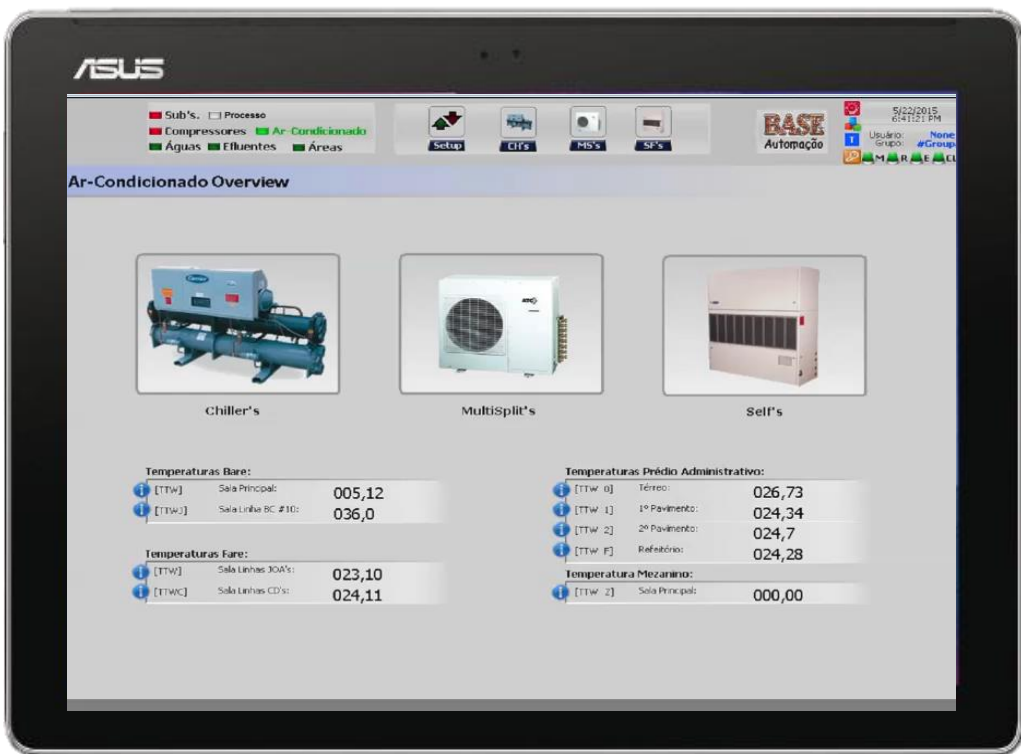 ASUS
Sub's. Processo
Compressores Ar-Condicionado
Águas Efluentes Áreas
Setup CH's MS's SF's
BASE
Automação
5/22/2015
6:41:21 PM
Usuário: None
Grupo: #Group
M R E CL
Ar-Condicionado Overview
Carrier
Chiller's MultiSplit's Self's
Temperaturas Bare:
[TTW] Sala Principal: 005,12
[TTWJ] Sala Linha BC #10: 036,0
Temperaturas Fare:
[TTW] Sala Linhas JOA's: 023,10
[TTWC] Sala Linhas CD's: 024,11
Temperaturas Prédio Administrativo:
[TTW 0] Térreo: 026,73
[TTW 1] 1º Pavimento: 024,34
[TTW 2] 2º Pavimento: 024,7
[TTW F] Refeitório: 024,28
Temperatura Mezanino:
[TTW 2] Sala Principal: 000,00